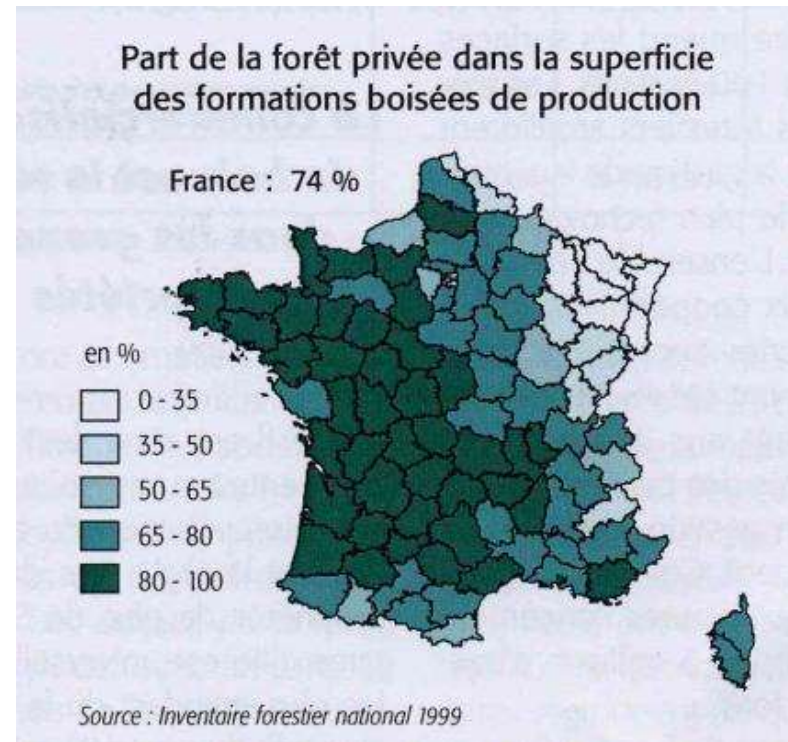 Part de la forêt privée dans la superficie
des formations boisées de production
France : 74 %
en %
0 - 35
35 - 50
50 - 65
65 - 80
80 - 100
Source : Inventaire forestier national 1999